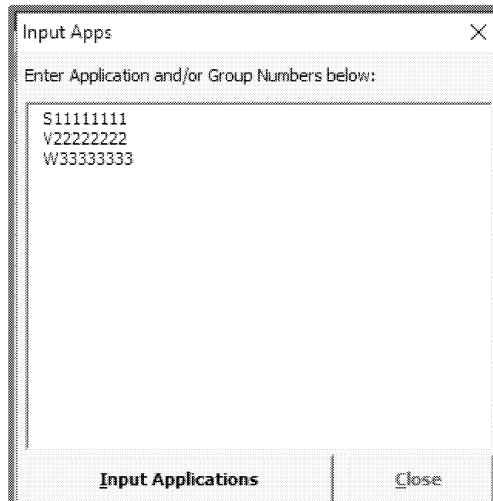 Input Apps
Enter Application and/or Group Numbers below:
S11111111
V22222222
W33333333
Input Applications
Close